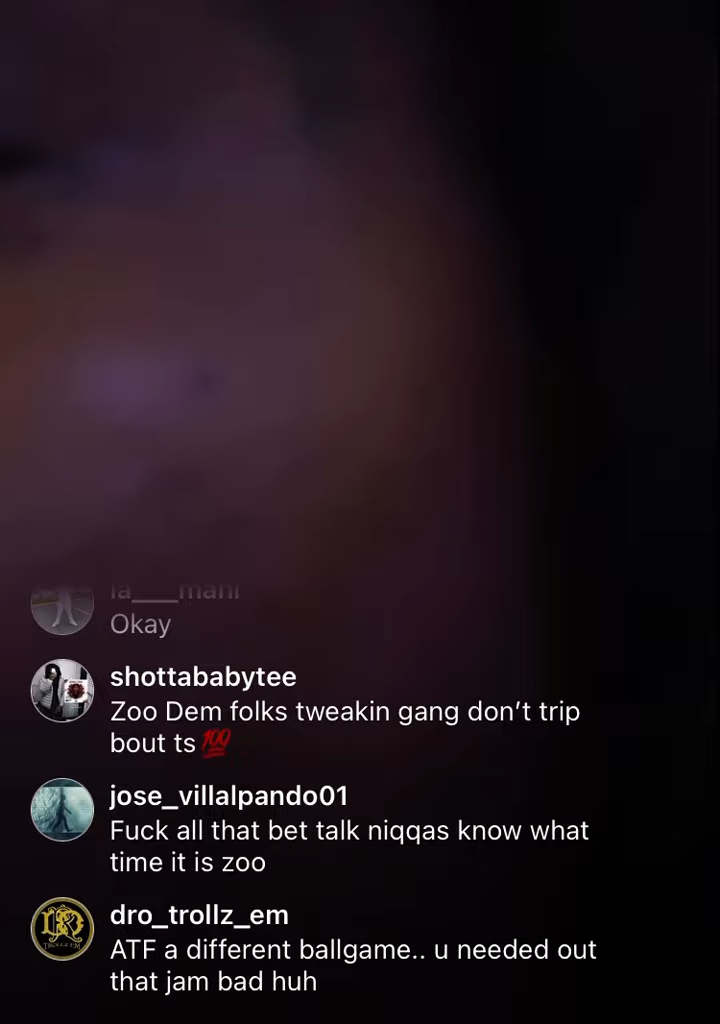 la___mani
Okay
shottababytee
Zoo Dem folks tweakin gang don’t trip
bout ts 💯
jose_villalpando01
Fuck all that bet talk niqqas know what
time it is zoo
dro_trollz_em
ATF a different ballgame.. u needed out
that jam bad huh